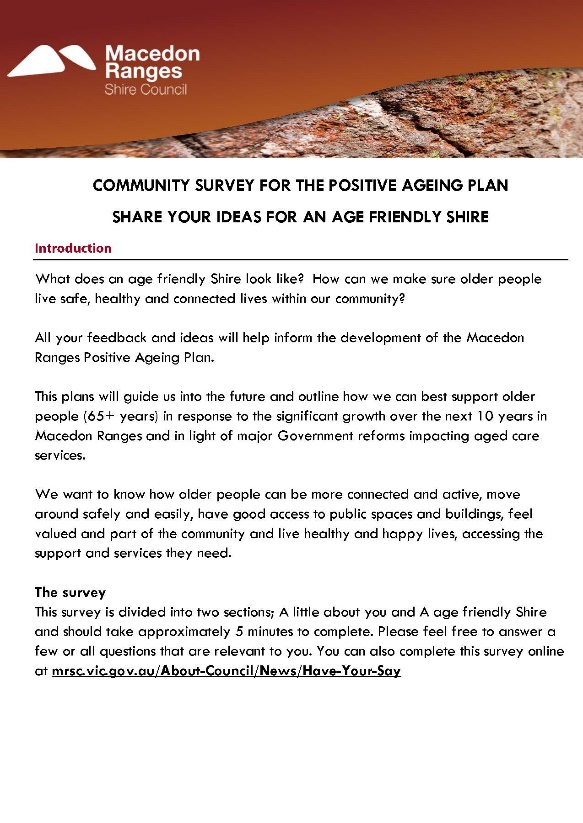 Macedon
Ranges
Shire Council
COMMUNITY SURVEY FOR THE POSITIVE AGEING PLAN
SHARE YOUR IDEAS FOR AN AGE FRIENDLY SHIRE
Introduction
What does an age friendly Shire look like?  How can we make sure older people
live safe, healthy and connected lives within our community?
All your feedback and ideas will help inform the development of the Macedon
Ranges Positive Ageing Plan.
This plans will guide us into the future and outline how we can best support older
people (65+ years) in response to the significant growth over the next 10 years in
Macedon Ranges and in light of major Government reforms impacting aged care
services.
We want to know how older people can be more connected and active, move
around safely and easily, have good access to public spaces and buildings, feel
valued and part of the community and live healthy and happy lives, accessing the
support and services they need.
The survey
This survey is divided into two sections; A little about you and A age friendly Shire
and should take approximately 5 minutes to complete. Please feel free to answer a
few or all questions that are relevant to you. You can also complete this survey online
at mrsc.vic.gov.au/About-Council/News/Have-Your-Say